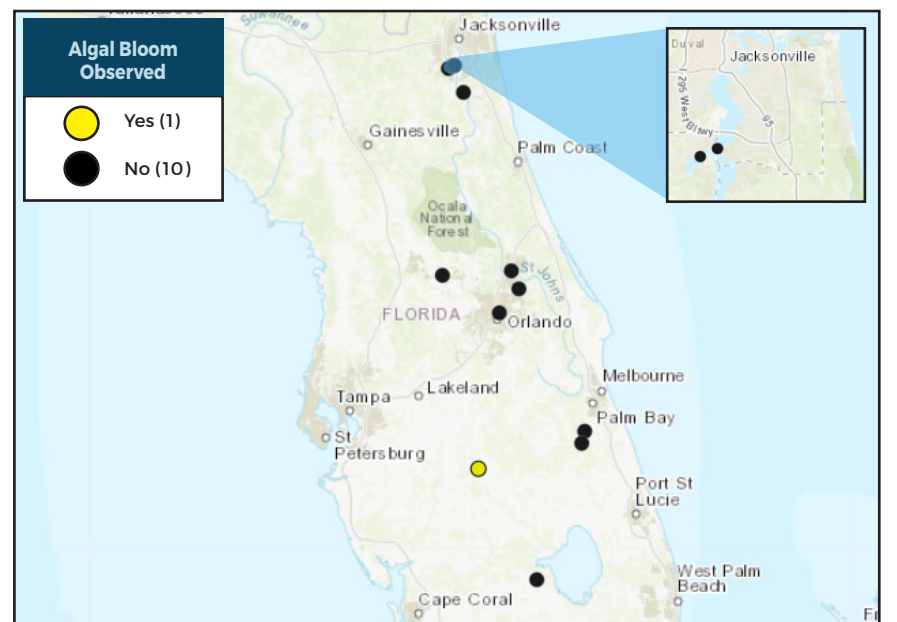 Suwannee
Algal Bloom
Observed
Yes (1)
No (10)
Jacksonville
Gainesville
Palm Coast
Ocala
National
Forest
St Johns
FLORIDA
Orlando
Melbourne
Lakeland
Tampa
Palm Bay
St
Petersburg
Port St
Lucie
West Palm
Beach
Cape Coral
Duval
Jacksonville
I-295 West Bltwy
95